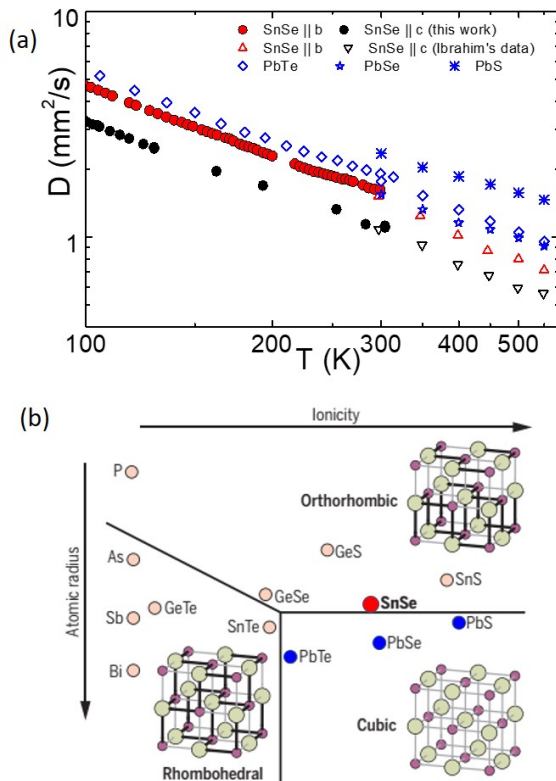 (a)
10
SnSe || b
SnSe || c (this work)
SnSe || b
SnSe || c (Ibrahim's data)
PbTe
PbSe
PbS
D (mm²/s)
1
100
200
300
400
500
T (K)
(b)
Ionicity
Atomic radius
P
As
Sb
Bi
Orthorhombic
GeS
SnS
GeSe
SnSe
GeTe
SnTe
PbS
PbSe
PbTe
Cubic
Rhombohedral